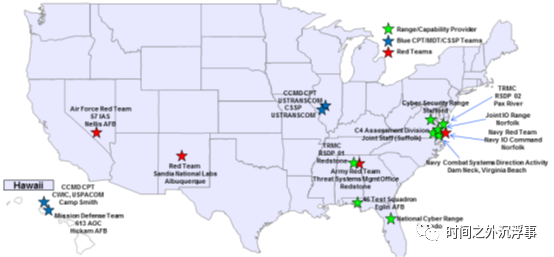 Range/Capability Provider
Blue CPT/MDT/CSSP Teams
Red Teams
CCMD CPT
USTRANSCOM
CSSP
USTRANSCOM
Air Force Red Team
57 IAS
Nellis AFB
Red Team
Sandia National Labs
Albuquerque
TRMC
RSDP 01
Redstone
Army Red Team
Threat Systems Mgmt Office
Redstone
Cyber Security Range
Stafford
C4 Assessment Division
Joint Staff (Suffolk)
TRMC
RSDP 02
Pax River
Joint IO Range
Norfolk
Navy Red Team
Navy IO Command
Norfolk
Navy Combat Systems Direction Activity
Dam Neck, Virginia Beach
46 Test Squadron
Eglin AFB
National Cyber Range
Hawaii
CCMD CPT
CWIC, USPACOM
Camp Smith
Mission Defense Team
613 AOC
Hickam AFB
时间之外沉浮事